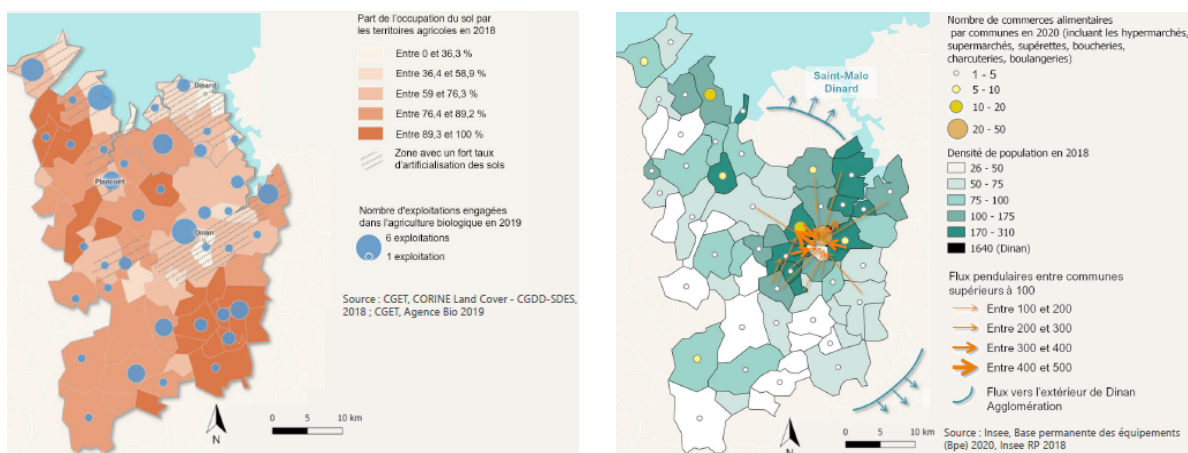 Part de l'occupation du sol par
les territoires agricoles en 2018
Entre 0 et 36,3 %
Entre 36,4 et 58,9 %
Entre 59 et 76,3 %
Entre 76,4 et 89,2 %
Entre 89,3 et 100 %
Zone avec un fort taux
d'artificialisation des sols
Nombre d'exploitations engagées
dans l'agriculture biologique en 2019
6 exploitations
1 exploitation
Source : CGET, CORINE Land Cover - CGDD-SDES,
2018 ; CGET, Agence Bio 2019
Dinard
Plancoët
Dinan
N
0 5 10 km
Nombre de commerces alimentaires
par communes en 2020 (incluant les hypermarchés,
supermarchés, supérettes, boucheries,
charcuteries, boulangeries)
1 - 5
5 - 10
10 - 20
20 - 50
Densité de population en 2018
26 - 50
50 - 75
75 - 100
100 - 175
170 - 310
1640 (Dinan)
Flux pendulaires entre communes
supérieurs à 100
Entre 100 et 200
Entre 200 et 300
Entre 300 et 400
Entre 400 et 500
Flux vers l'extérieur de Dinan
Agglomération
Source : Insee, Base permanente des équipements
(Bpe) 2020, Insee RP 2018
Saint-Malo
Dinard
N
0 5 10 km